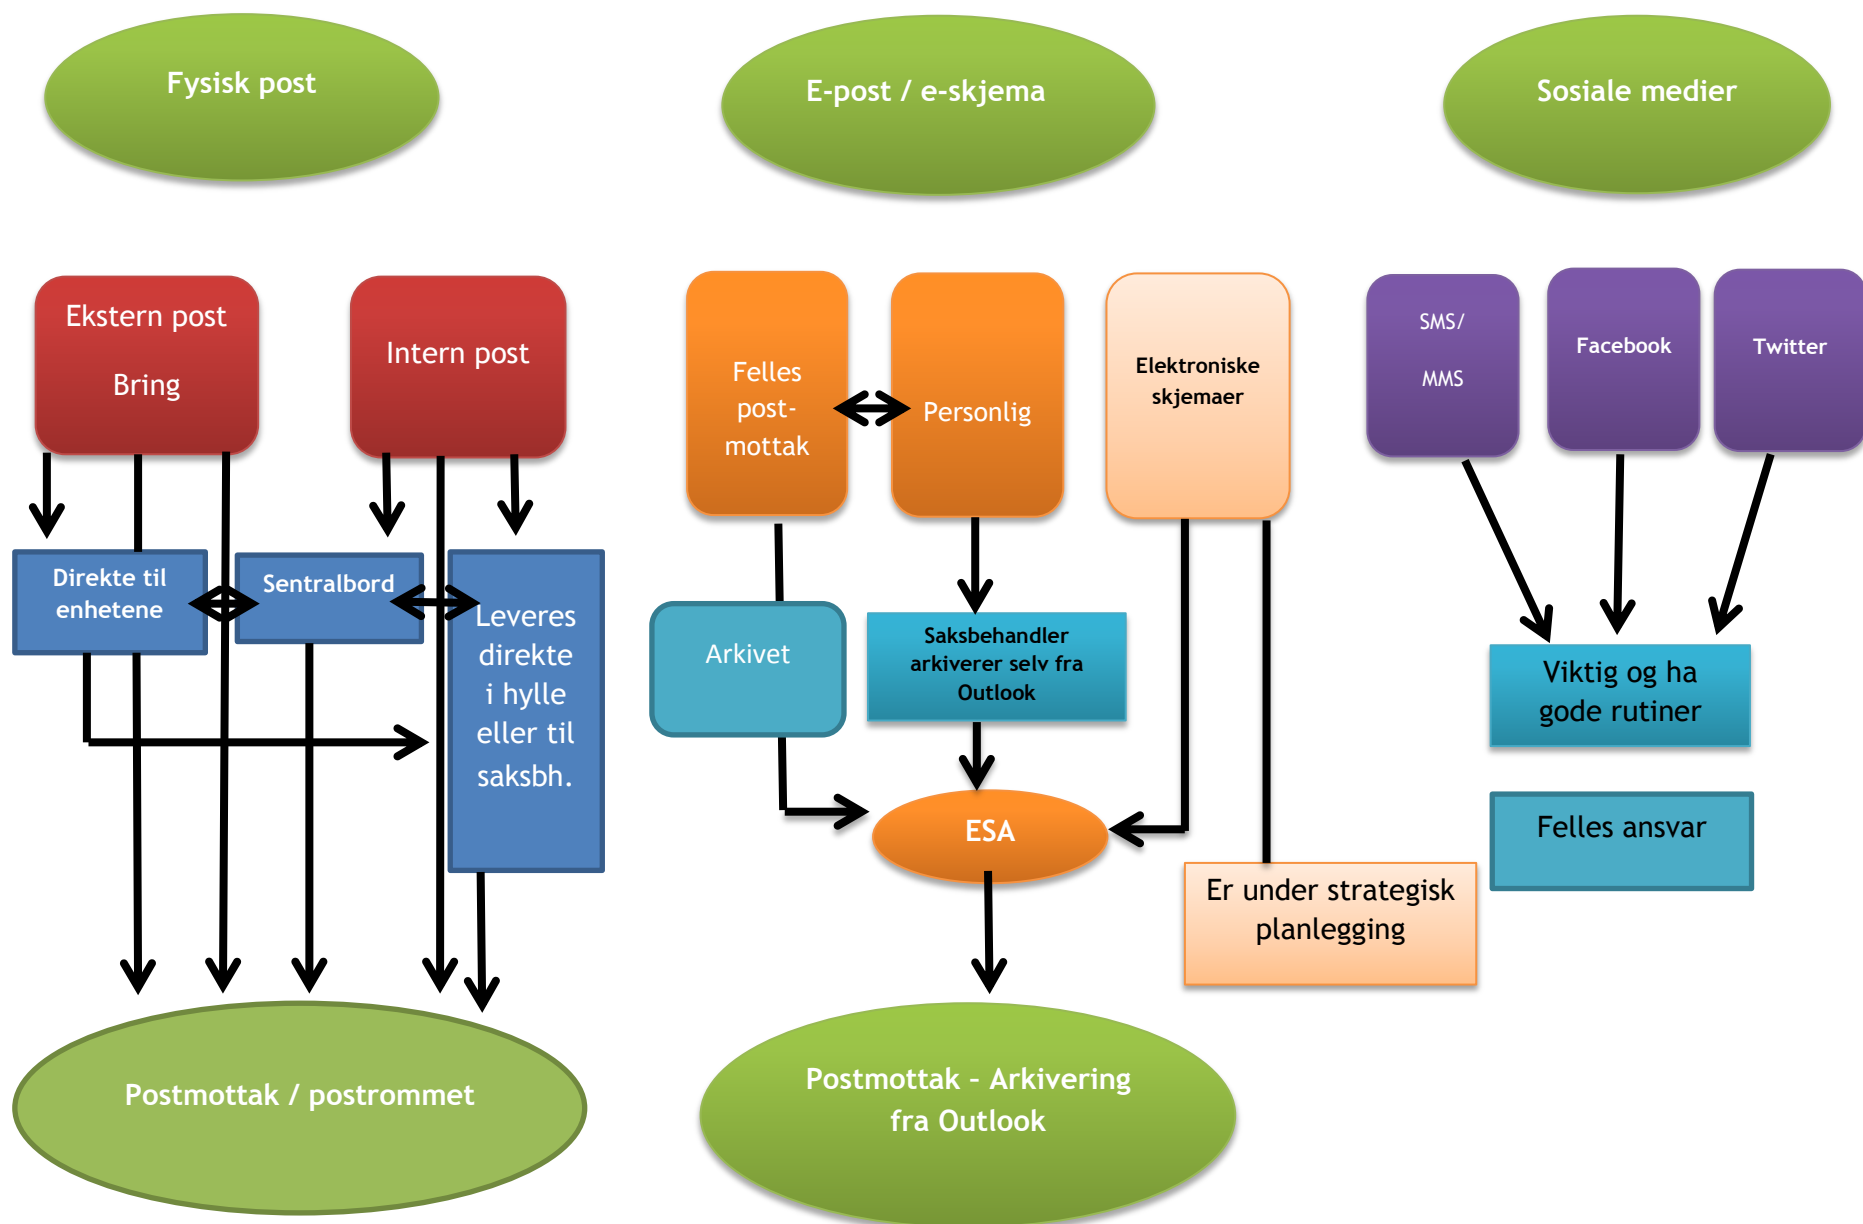 Fysisk post
E-post / e-skjema
Sosiale medier
Ekstern post
Bring
Intern post
Felles
post-
mottak
Personlig
Elektroniske
skjemaer
SMS/
MMS
Facebook
Twitter
Direkte til
enhetene
Sentralbord
Leveres
direkte
i hylle
eller til
saksbh.
Arkivet
Saksbehandler
arkiverer selv fra
Outlook
Viktig og ha
gode rutiner
Felles ansvar
ESA
Er under strategisk
planlegging
Postmottak / postrommet
Postmottak – Arkivering
fra Outlook